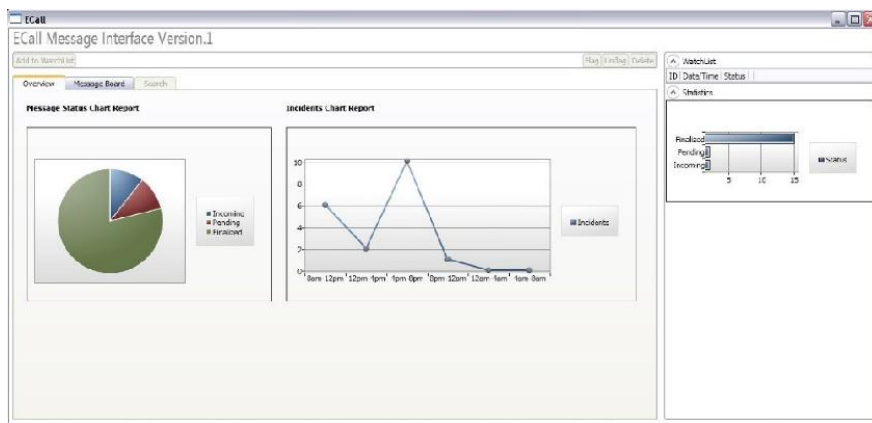 ECall
ECall Message Interface Version.1
Add to WatchList
Flag Unflag Delete
Overview Message Board Search
Message Status Chart Report
Incoming
Pending
Finalized
Incidents Chart Report
10
8
6
4
2
0
8am-12pm 12pm-4pm 4pm-8pm 8pm-12am 12am-4am 4am-8am
Incidents
WatchList
ID Date/Time Status
Statistics
Finalized
Pending
Incoming
5 10 15
Status